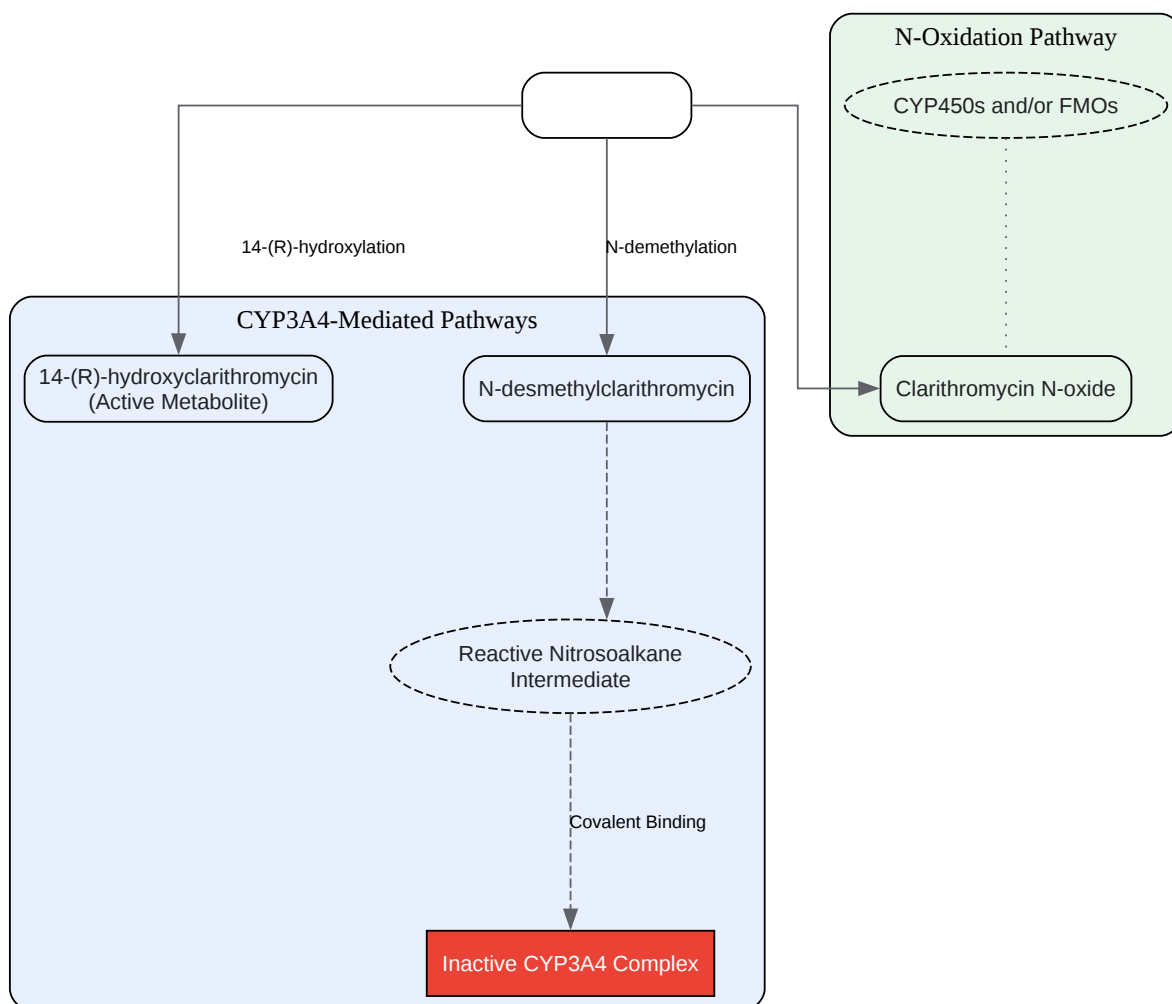 N-Oxidation Pathway
CYP450s and/or FMOs
14-(R)-hydroxylation
N-demethylation
CYP3A4-Mediated Pathways
14-(R)-hydroxyclarithromycin
(Active Metabolite)
N-desmethylclarithromycin
Clarithromycin N-oxide
Reactive Nitrosoalkane
Intermediate
Covalent Binding
Inactive CYP3A4 Complex